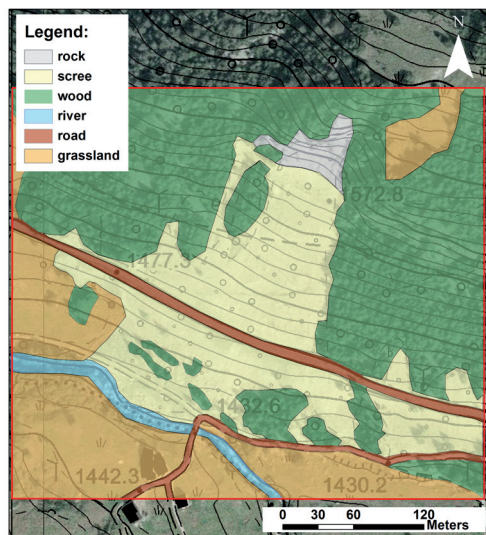 N
Legend:
rock
scree
wood
river
road
grassland
1572.8
1477.3
1432.6
1442.3
1430.2
0 30 60 120
Meters